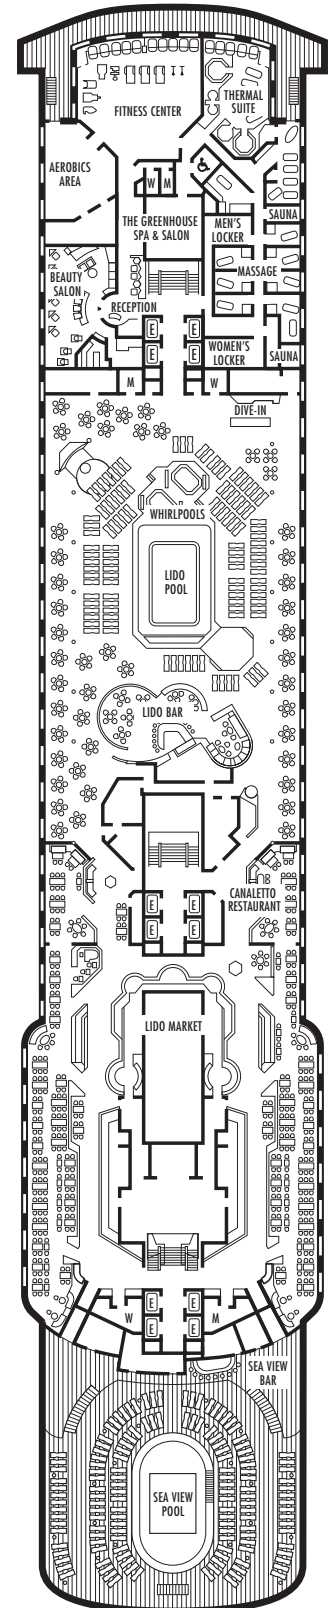 FITNESS CENTER
THERMAL
SUITE
AEROBICS
AREA
W
M
THE GREENHOUSE
SPA & SALON
MEN'S
LOCKER
SAUNA
MASSAGE
BEAUTY
SALON
RECEPTION
E
E
E
E
WOMEN'S
LOCKER
SAUNA
M
W
DIVE-IN
WHIRLPOOLS
LIDO
POOL
LIDO BAR
CANALETTO
RESTAURANT
E
E
E
E
LIDO MARKET
W
E
E
M
E
E
SEA VIEW
BAR
SEA VIEW
POOL